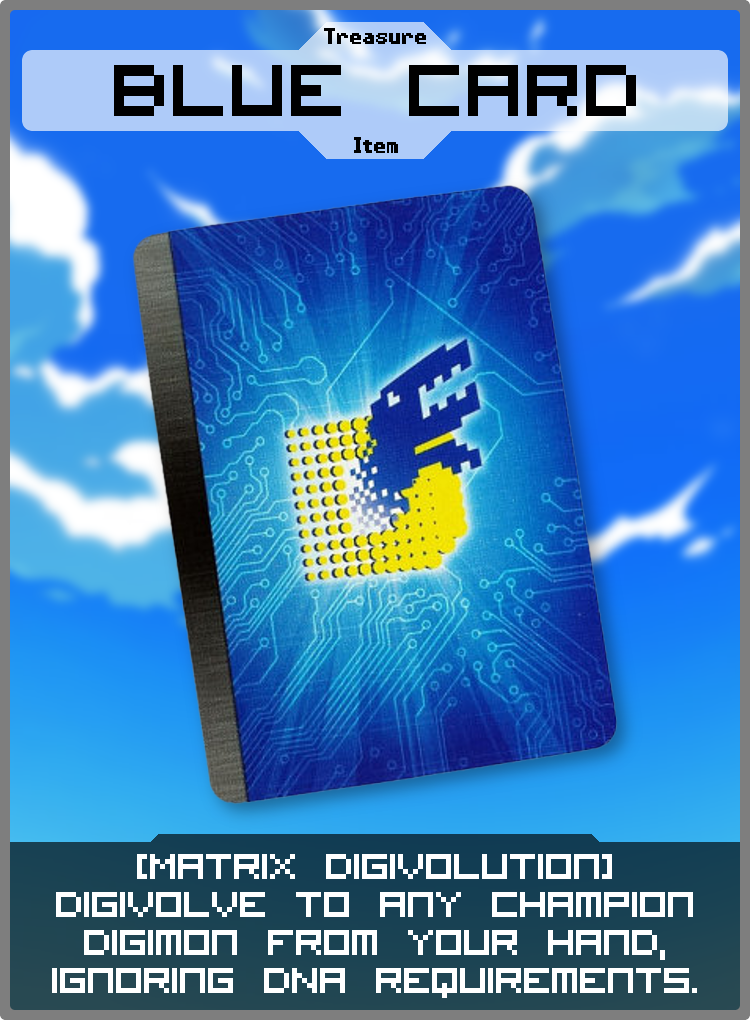 Treasure
BLUE CARD
Item
[MATRIX DIGIVOLUTION]
DIGIVOLVE TO ANY CHAMPION
DIGIMON FROM YOUR HAND,
IGNORING DNA REQUIREMENTS.